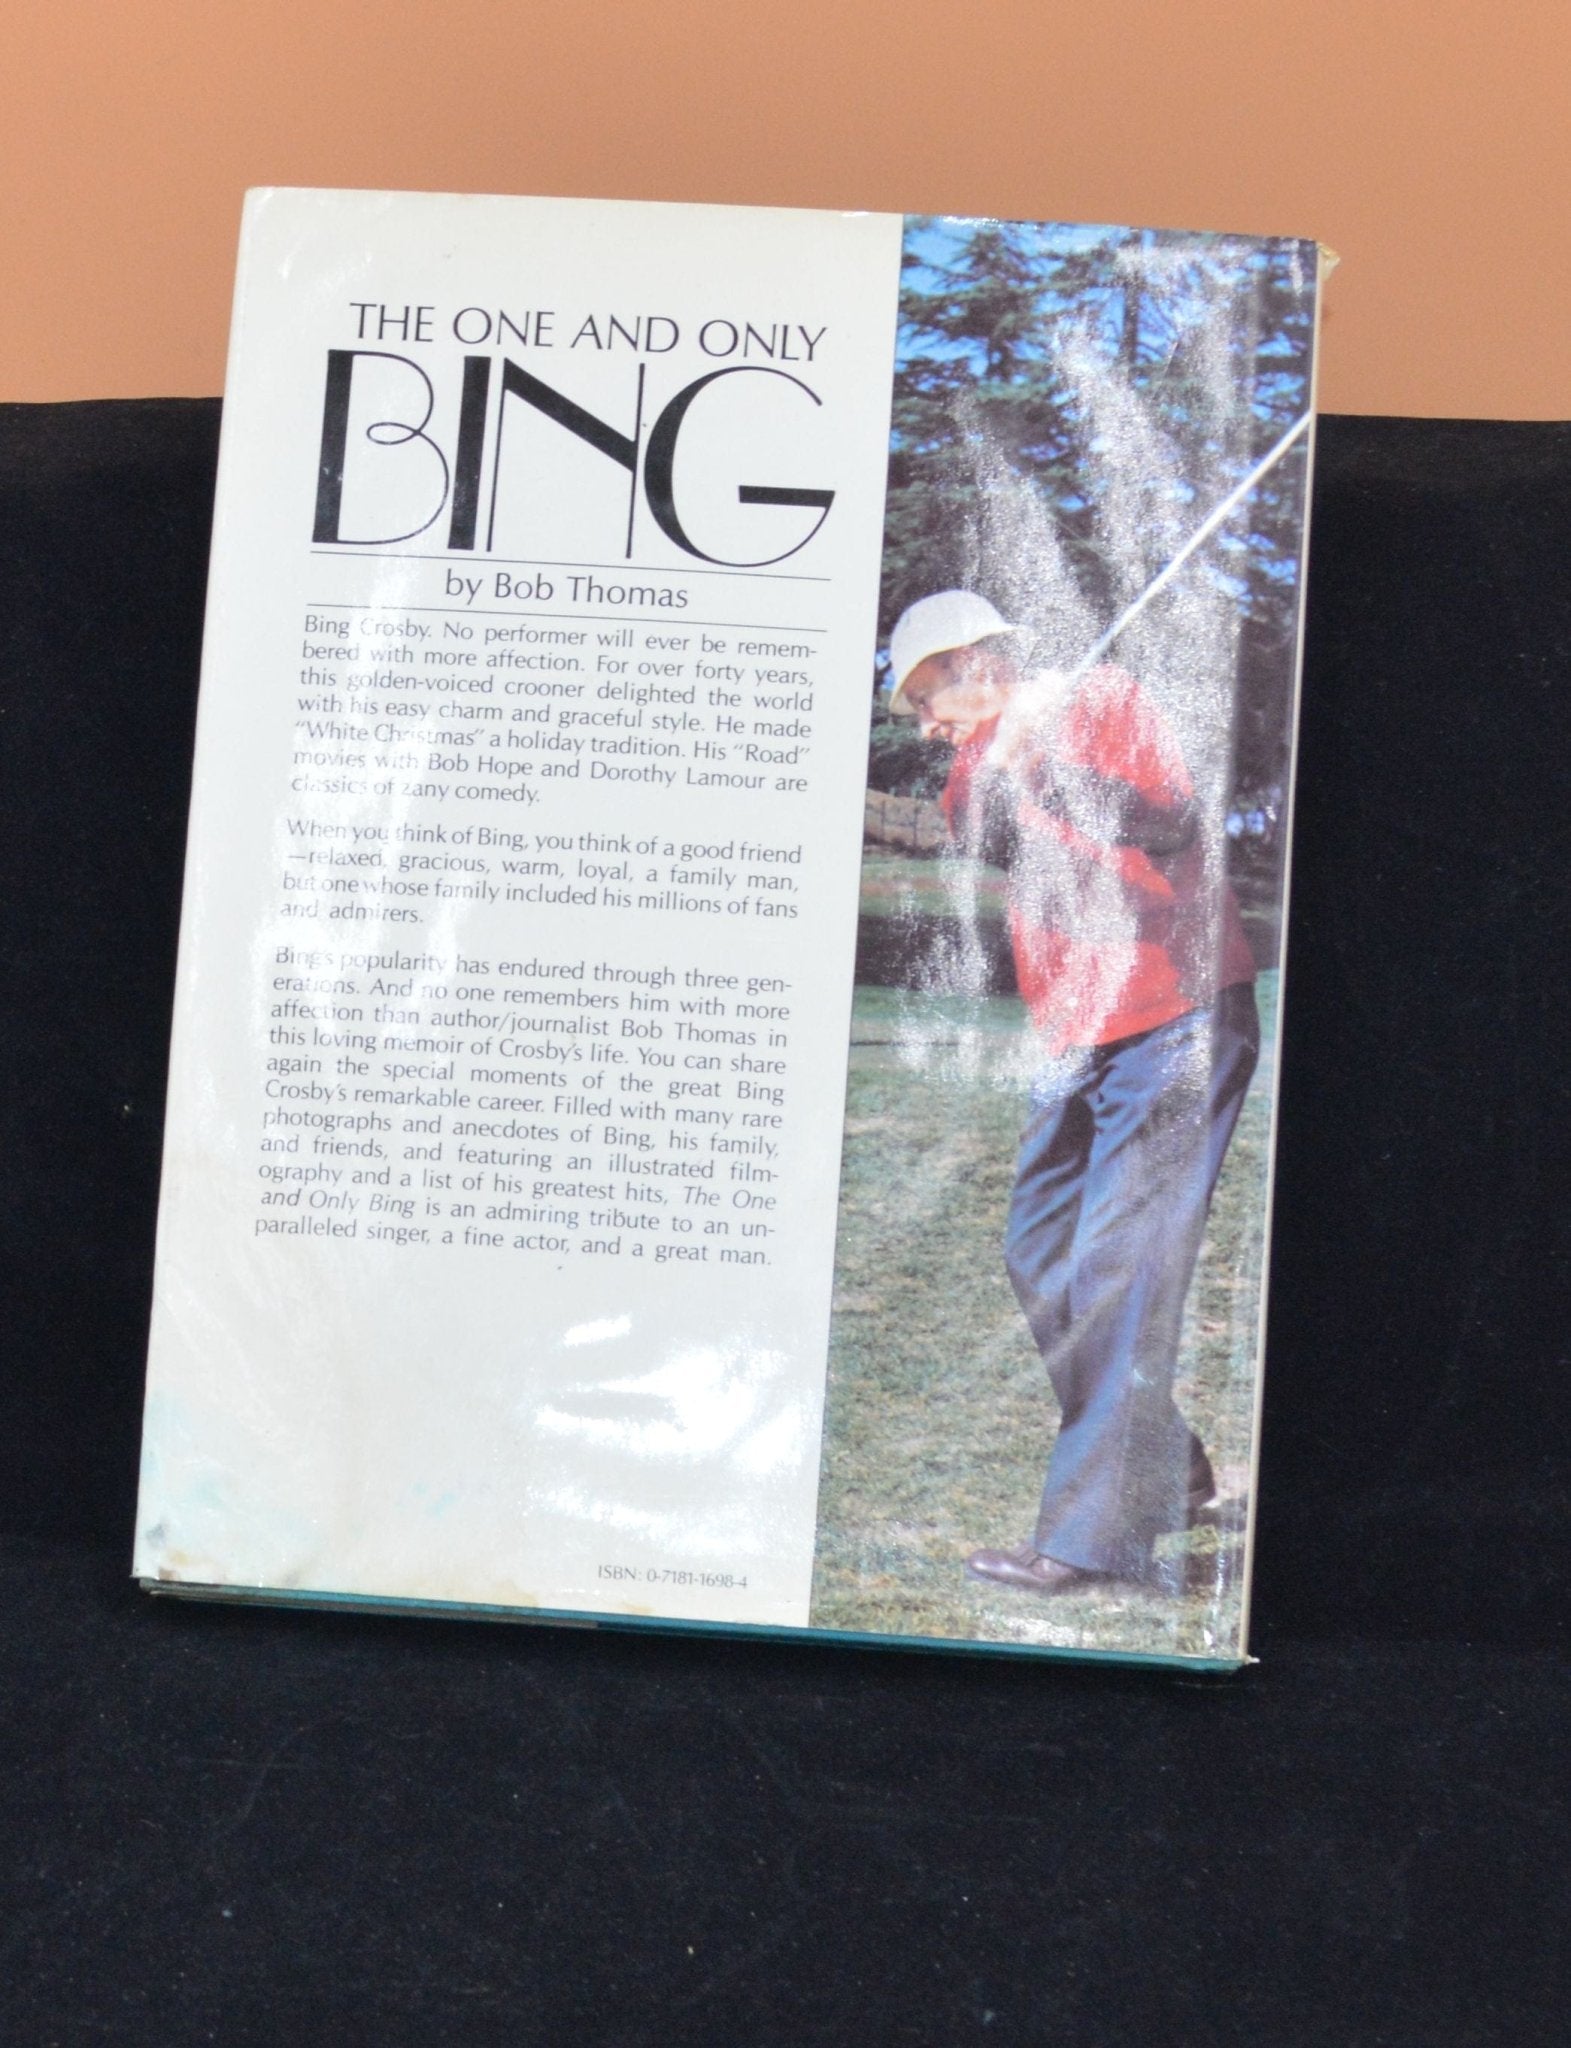 THE ONE AND ONLY
BING
by Bob Thomas
Bing Crosby. No performer will ever be remem-
bered with more affection. For over forty years,
this golden-voiced crooner delighted the world
with his easy charm and graceful style. He made
"White Christmas" a holiday tradition. His "Road"
movies with Bob Hope and Dorothy Lamour are
classics of zany comedy.
When you think of Bing, you think of a good friend
—relaxed, gracious, warm, loyal, a family man,
but one whose family included his millions of fans
and admirers.
Bing's popularity has endured through three gen-
erations. And no one remembers him with more
affection than author/journalist Bob Thomas in
this loving memoir of Crosby's life. You can share
again the special moments of the great Bing
Crosby's remarkable career. Filled with many rare
photographs and anecdotes of Bing, his family,
and friends, and featuring an illustrated film-
ography and a list of his greatest hits, The One
and Only Bing is an admiring tribute to an un-
paralleled singer, a fine actor, and a great man.
ISBN: 0-7181-1698-4